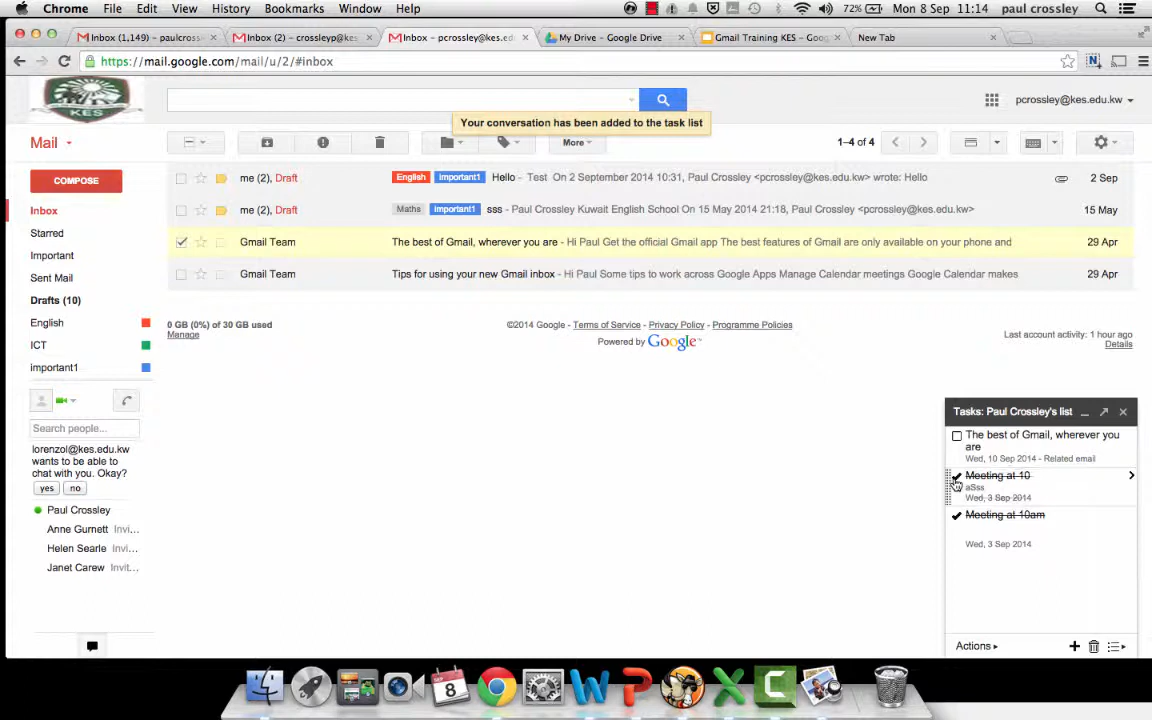 Chrome File Edit View History Bookmarks Window Help 72% Mon 8 Sep 11:14 paul crossley
Inbox (1,149) - paulcross Inbox (2) - crossleyp@kes Inbox - pcrossley@kes.ed My Drive - Google Drive Gmail Training KES - Goo New Tab
https://mail.google.com/mail/u/2/#inbox
KES
pcrossley@kes.edu.kw
Your conversation has been added to the task list
Mail More 1–4 of 4
COMPOSE
Inbox
Starred
Important
Sent Mail
Drafts (10)
English
ICT
important1
me (2), Draft English important1 Hello - Test On 2 September 2014 10:31, Paul Crossley <pcrossley@kes.edu.kw> wrote: Hello 2 Sep
me (2), Draft Maths important1 sss - Paul Crossley Kuwait English School On 15 May 2014 21:18, Paul Crossley <pcrossley@kes.edu.kw> 15 May
Gmail Team The best of Gmail, wherever you are - Hi Paul Get the official Gmail app The best features of Gmail are only available on your phone and 29 Apr
Gmail Team Tips for using your new Gmail inbox - Hi Paul Some tips to work across Google Apps Manage Calendar meetings Google Calendar makes 29 Apr
0 GB (0%) of 30 GB used
Manage
©2014 Google - Terms of Service - Privacy Policy - Programme Policies
Powered by Google™
Last account activity: 1 hour ago
Details
Search people...
lorenzol@kes.edu.kw
wants to be able to
chat with you. Okay?
yes no
Paul Crossley
Anne Gurnett Invi...
Helen Searle Invi...
Janet Carew Invit...
Tasks: Paul Crossley's list
The best of Gmail, wherever you
are
Wed, 10 Sep 2014 - Related email
Meeting at 10
aSss
Wed, 3 Sep 2014
Meeting at 10am
Wed, 3 Sep 2014
Actions
SEP
8